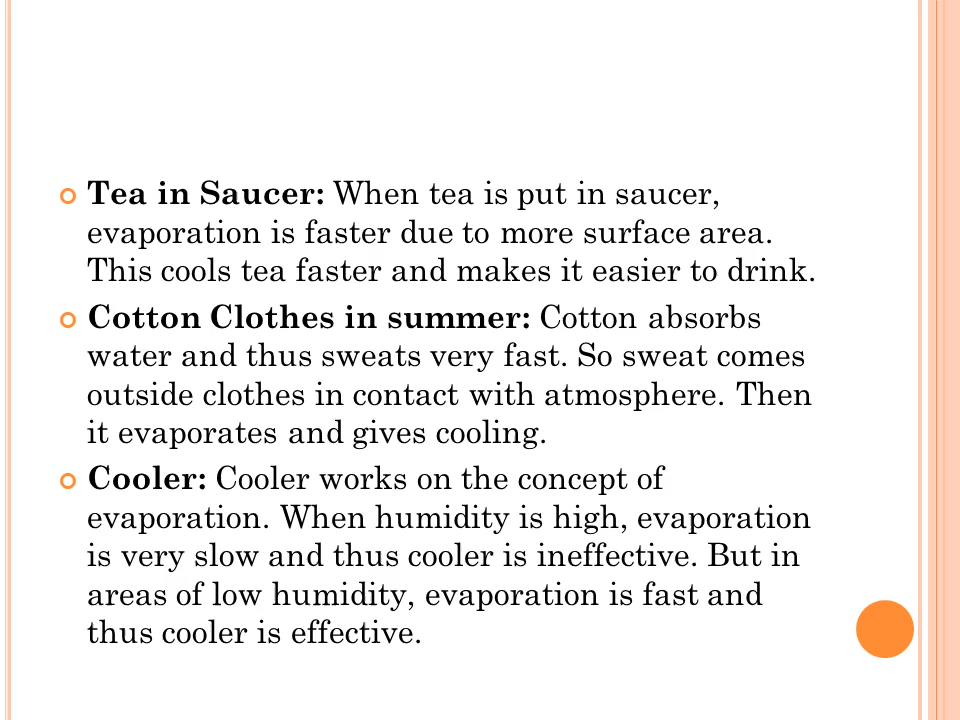 Tea in Saucer: When tea is put in saucer,
evaporation is faster due to more surface area.
This cools tea faster and makes it easier to drink.
Cotton Clothes in summer: Cotton absorbs
water and thus sweats very fast. So sweat comes
outside clothes in contact with atmosphere. Then
it evaporates and gives cooling.
Cooler: Cooler works on the concept of
evaporation. When humidity is high, evaporation
is very slow and thus cooler is ineffective. But in
areas of low humidity, evaporation is fast and
thus cooler is effective.